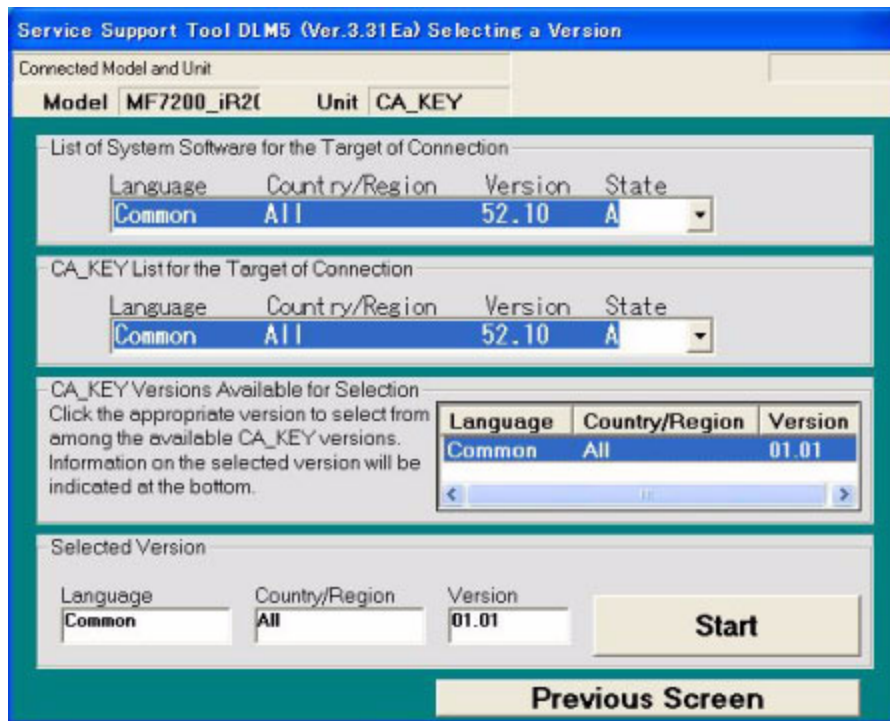 Service Support Tool DLM5 (Ver.3.31Ea) Selecting a Version
Connected Model and Unit
Model MF7200_iR2( Unit CA_KEY
List of System Software for the Target of Connection
Language Country/Region Version State
Common All 52.10 A
CA_KEY List for the Target of Connection
Language Country/Region Version State
Common All 52.10 A
CA_KEY Versions Available for Selection
Click the appropriate version to select from
among the available CA_KEY versions.
Information on the selected version will be
indicated at the bottom.
Language Country/Region Version
Common All 01.01
Selected Version
Language Country/Region Version
Common All 01.01
Start
Previous Screen